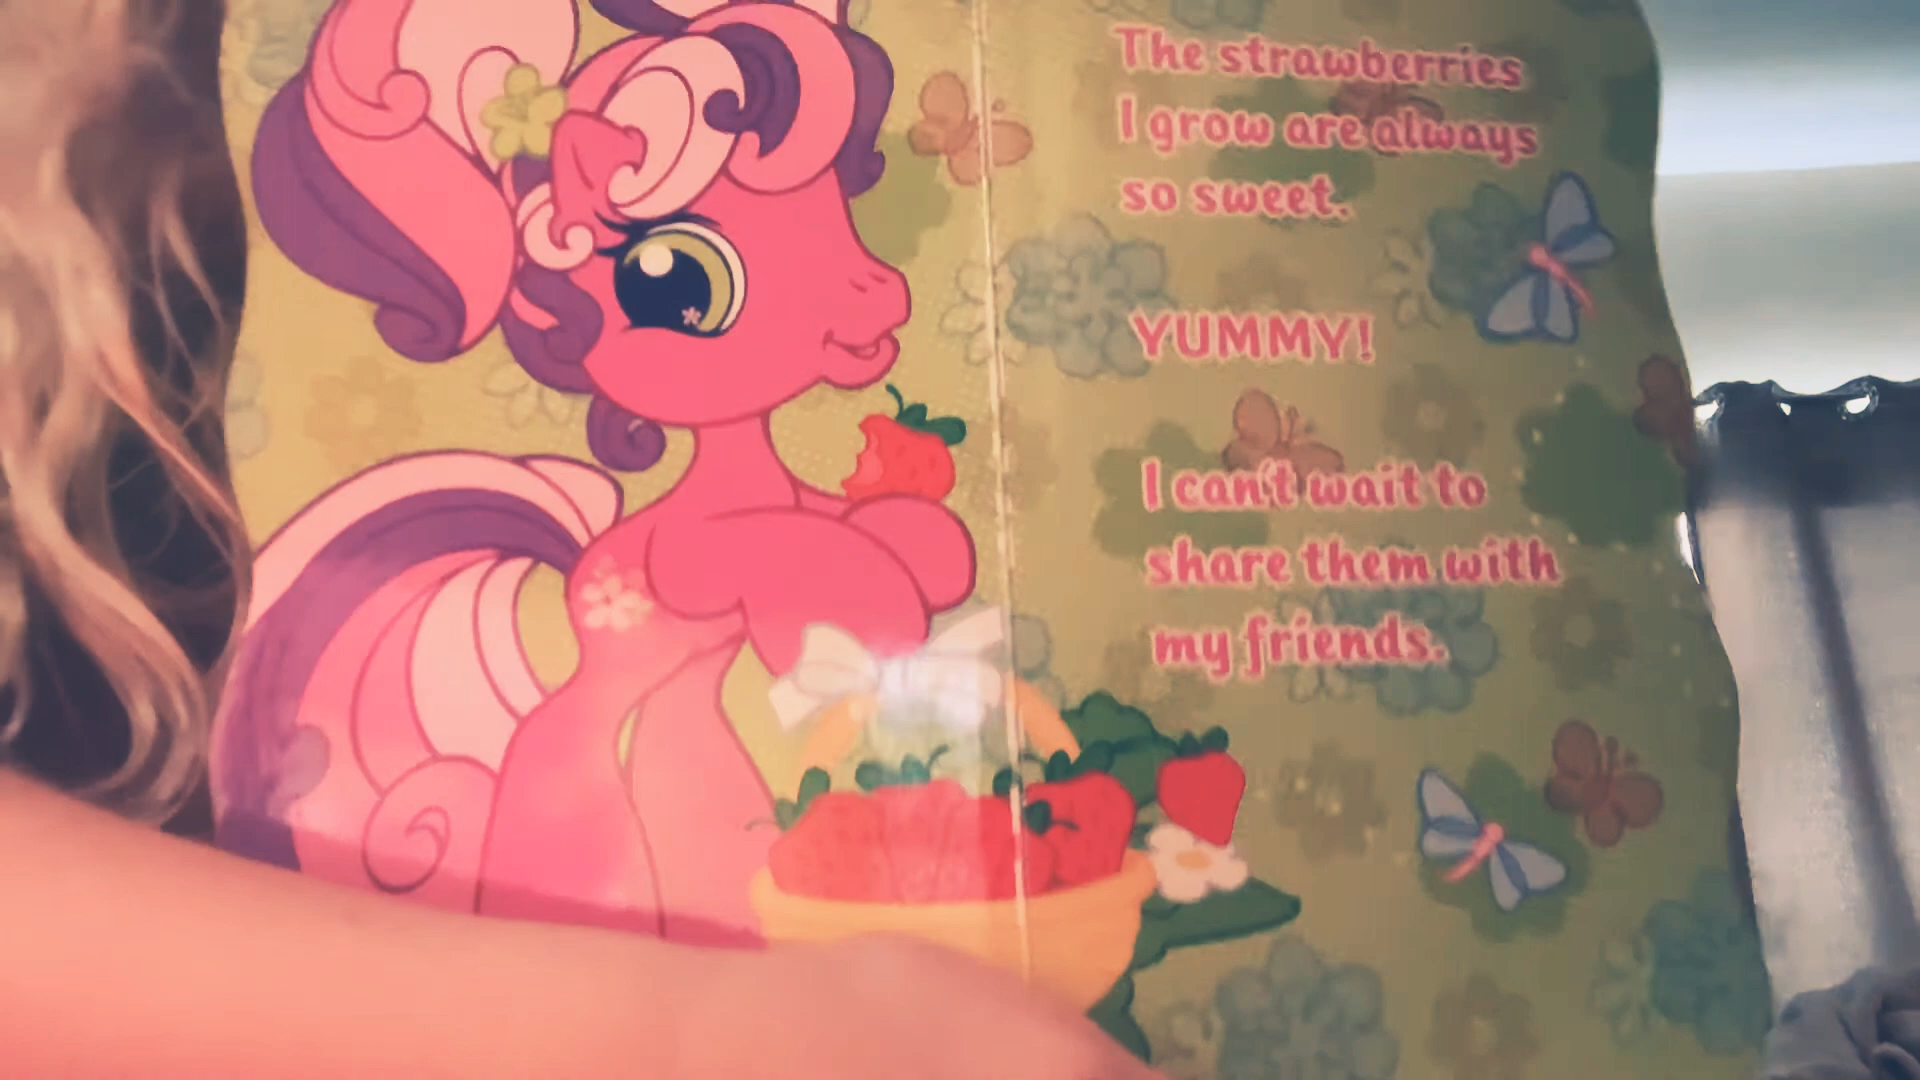 The strawberries
I grow are always
so sweet.
YUMMY!
I can't wait to
share them with
my friends.